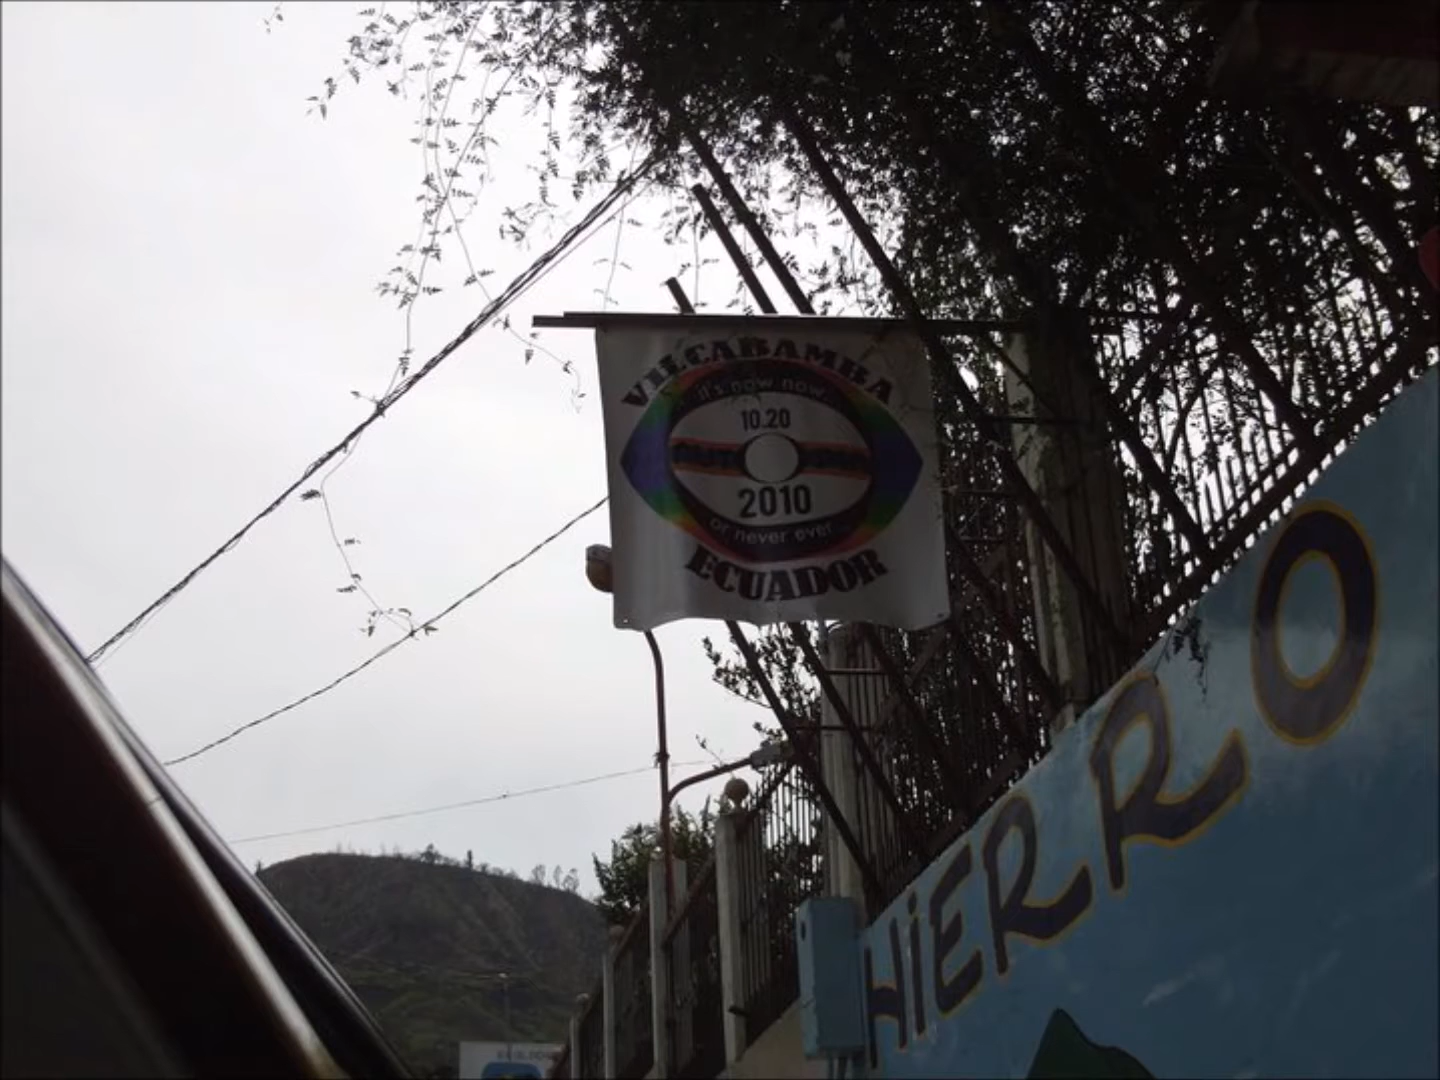 VILCABAMBA
it's now now
10.20
2010
or never ever
ECUADOR
HiERRO